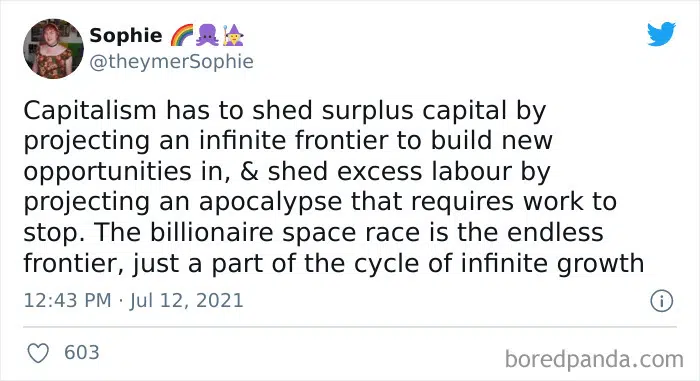 Sophie 🌈🐙🧙‍♀️
@theymerSophie
Capitalism has to shed surplus capital by
projecting an infinite frontier to build new
opportunities in, & shed excess labour by
projecting an apocalypse that requires work to
stop. The billionaire space race is the endless
frontier, just a part of the cycle of infinite growth
12:43 PM · Jul 12, 2021
603
boredpanda.com